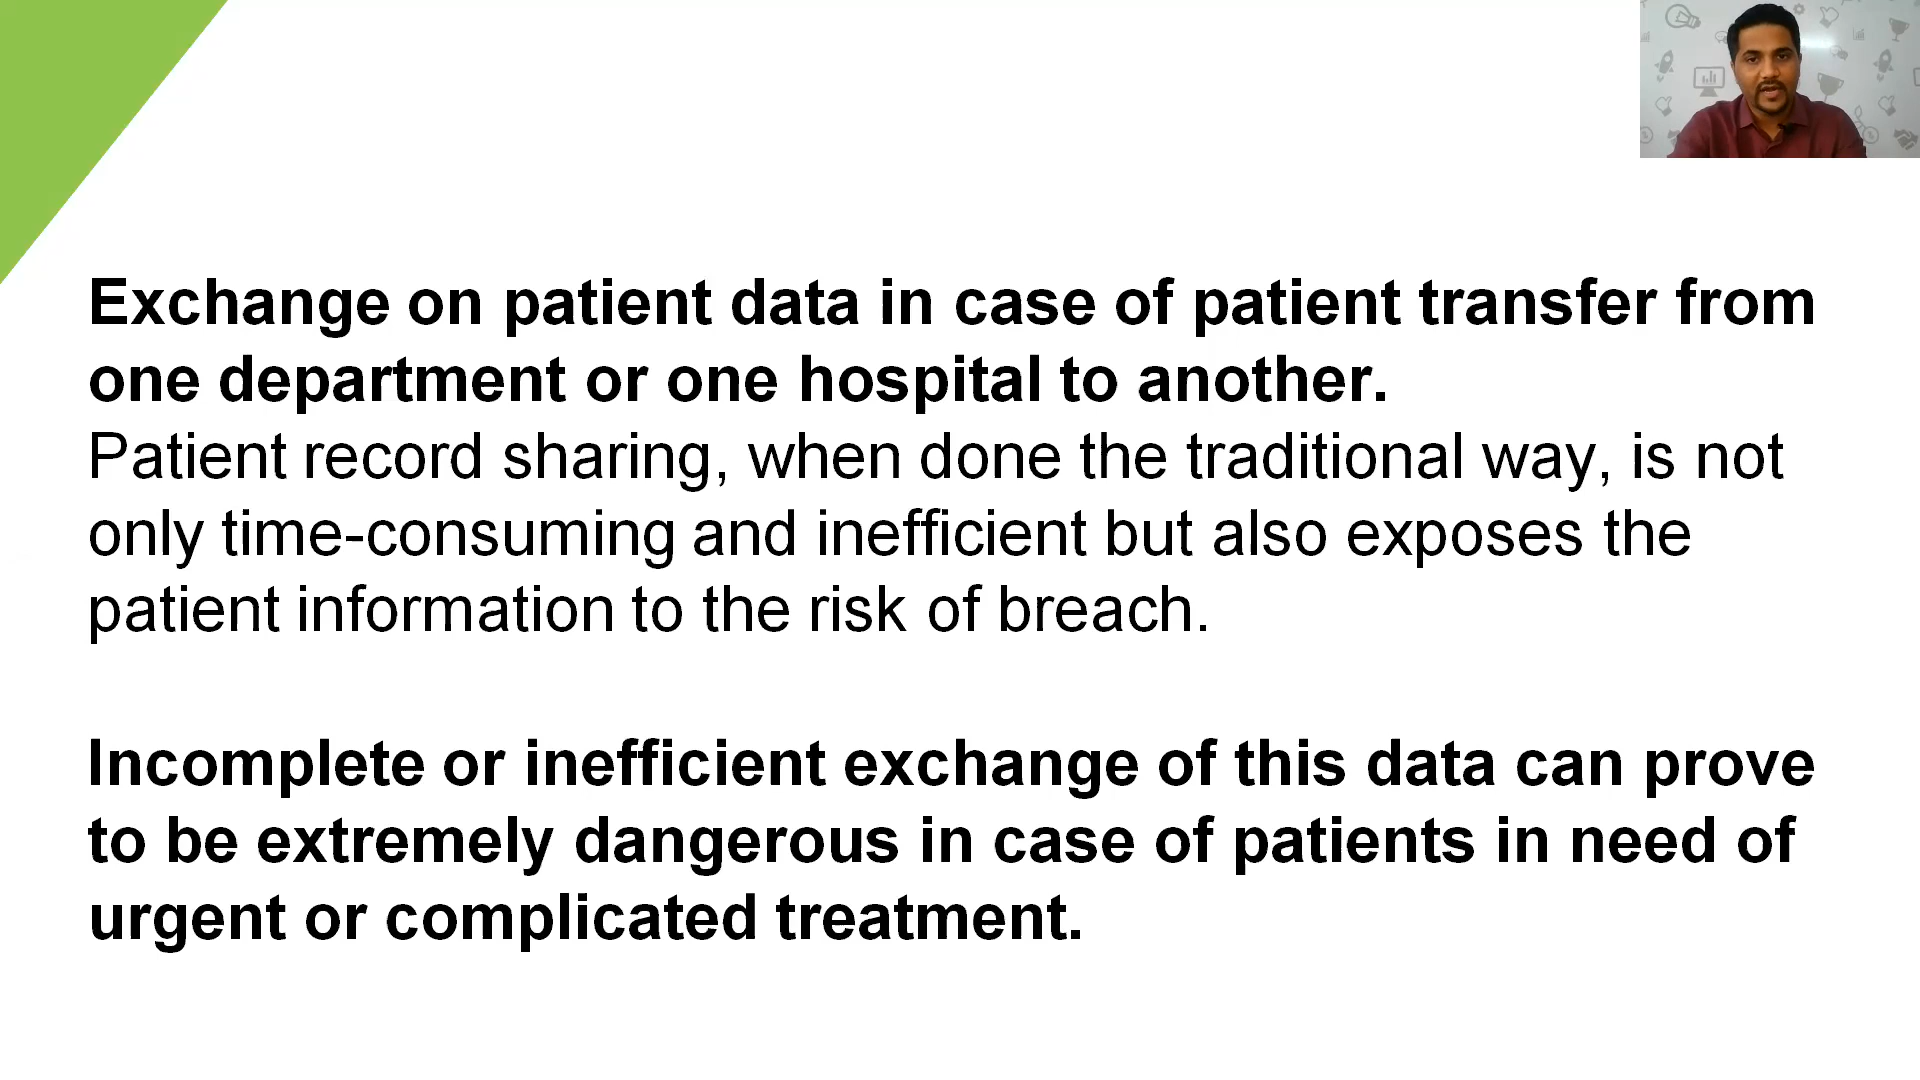 Exchange on patient data in case of patient transfer from
one department or one hospital to another.
Patient record sharing, when done the traditional way, is not
only time-consuming and inefficient but also exposes the
patient information to the risk of breach.
Incomplete or inefficient exchange of this data can prove
to be extremely dangerous in case of patients in need of
urgent or complicated treatment.